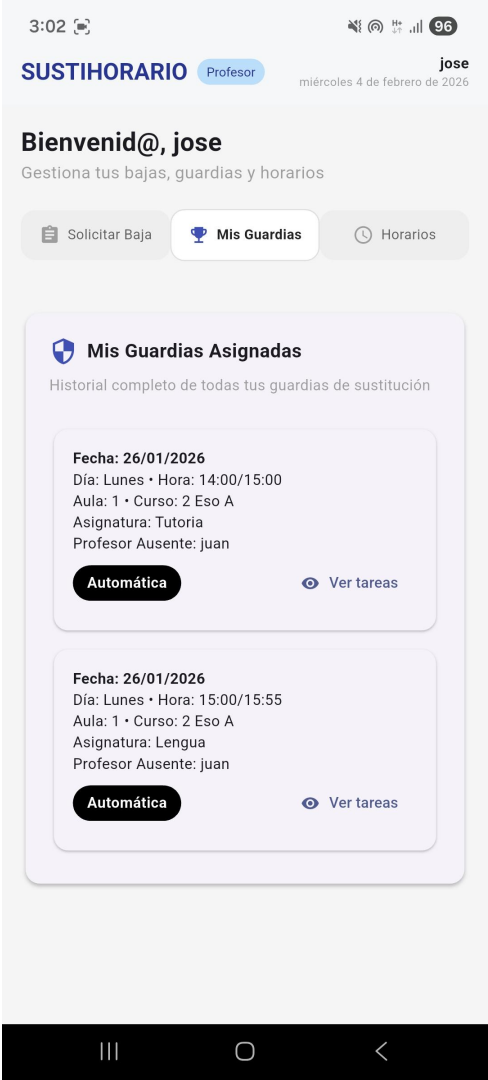 3:02
H+
96
SUSTIHORARIO Profesor
jose
miércoles 4 de febrero de 2026
Bienvenid@, jose
Gestiona tus bajas, guardias y horarios
Solicitar Baja Mis Guardias Horarios
Mis Guardias Asignadas
Historial completo de todas tus guardias de sustitución
Fecha: 26/01/2026
Día: Lunes • Hora: 14:00/15:00
Aula: 1 • Curso: 2 Eso A
Asignatura: Tutoria
Profesor Ausente: juan
Automática Ver tareas
Fecha: 26/01/2026
Día: Lunes • Hora: 15:00/15:55
Aula: 1 • Curso: 2 Eso A
Asignatura: Lengua
Profesor Ausente: juan
Automática Ver tareas